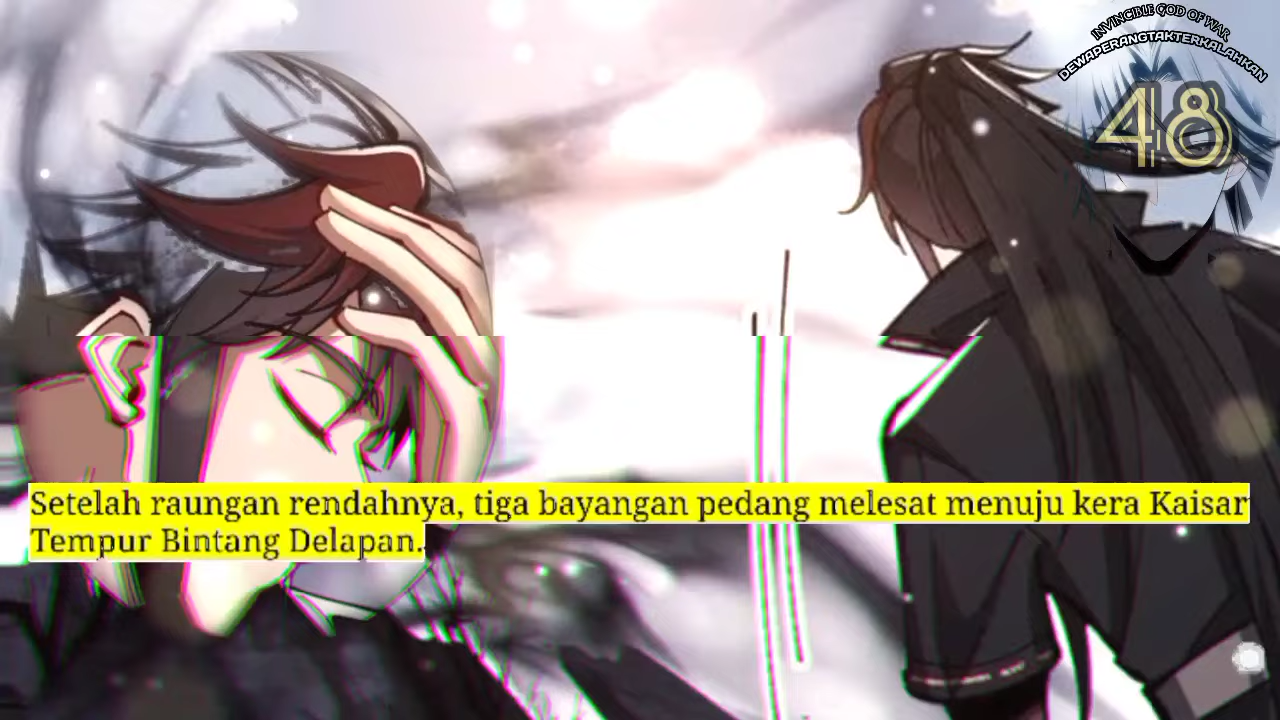 INVINCIBLE GOD OF WAR
DEWAPERANGTAKTERKALAHKAN
48
Setelah raungan rendahnya, tiga bayangan pedang melesat menuju kera Kaisar
Tempur Bintang Delapan.